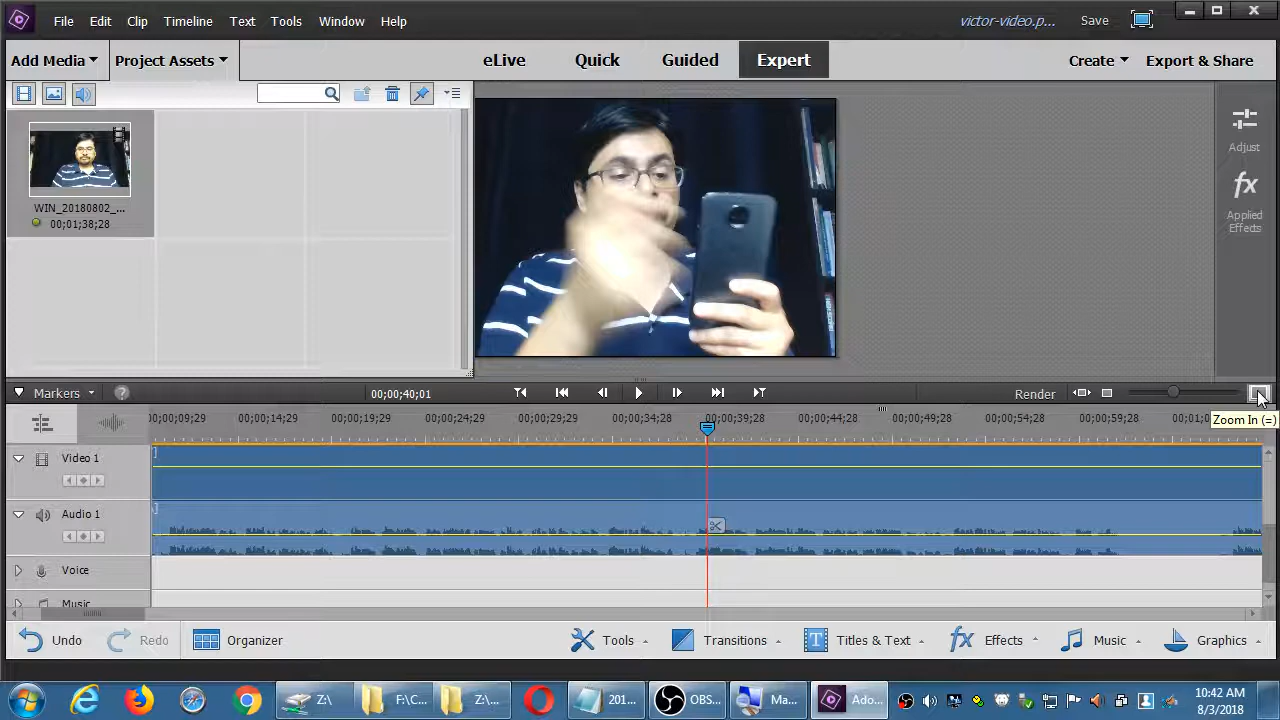 File Edit Clip Timeline Text Tools Window Help victor-video.p... Save
Add Media Project Assets eLive Quick Guided Expert Create Export & Share
WIN_20180802_...
00;01;38;28
Adjust
fx
Applied
Effects
Markers ? 00;00;40;01 Render
Zoom In (=)
00;00;09;29 00;00;14;29 00;00;19;29 00;00;24;29 00;00;29;29 00;00;34;28 00;00;39;28 00;00;44;28 00;00;49;28 00;00;54;28 00;00;59;28 00;01;0
Video 1
Audio 1
Voice
Music
Undo Redo Organizer Tools Transitions T Titles & Text fx Effects Music Graphics
Z:\ F:\C... Z:\... 201... OBS... Ma... Ado... 10:42 AM
8/3/2018